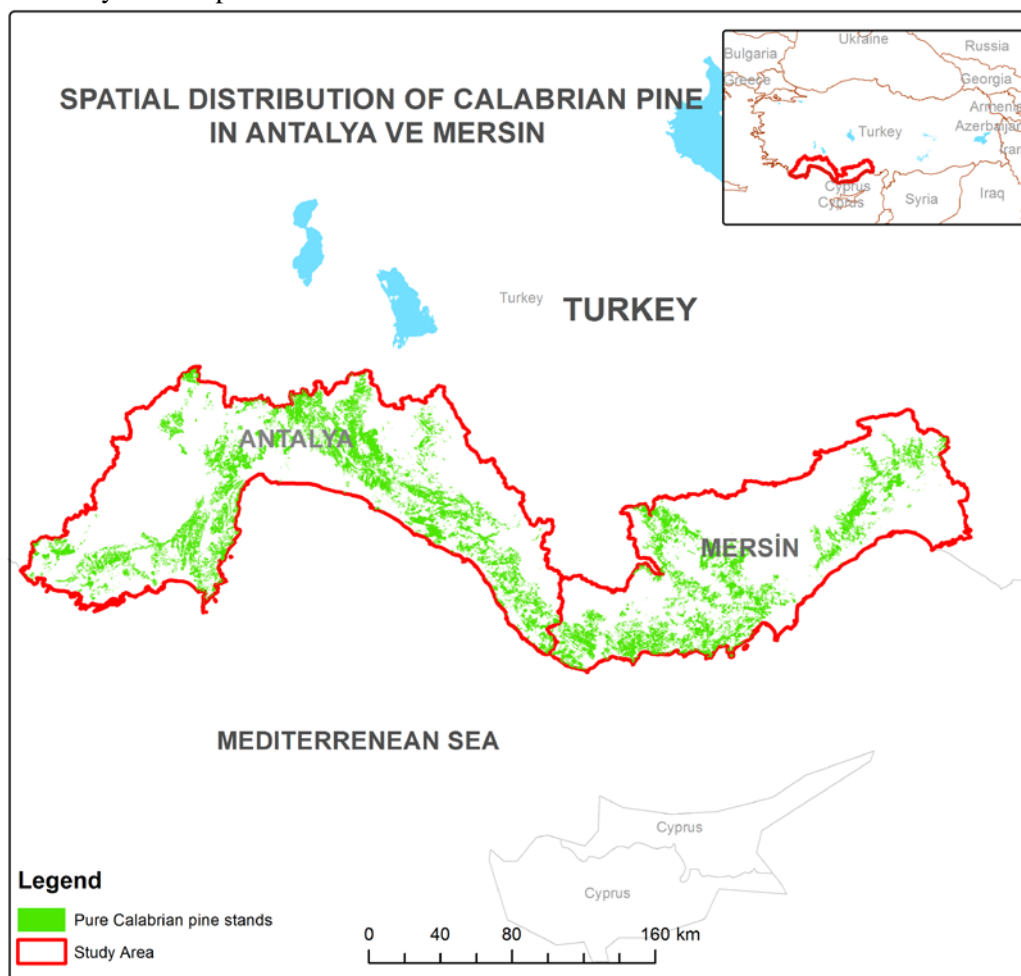 SPATIAL DISTRIBUTION OF CALABRIAN PINE
IN ANTALYA VE MERSIN
Ukraine
Bulgaria
Russia
Greece
Georgia
Armenia
Turkey
Azerbaijan
Iran
Cyprus
Cyprus
Syria
Iraq
Turkey
TURKEY
ANTALYA
MERSİN
MEDITERRENEAN SEA
Cyprus
Cyprus
Legend
Pure Calabrian pine stands
Study Area
0 40 80 160 km